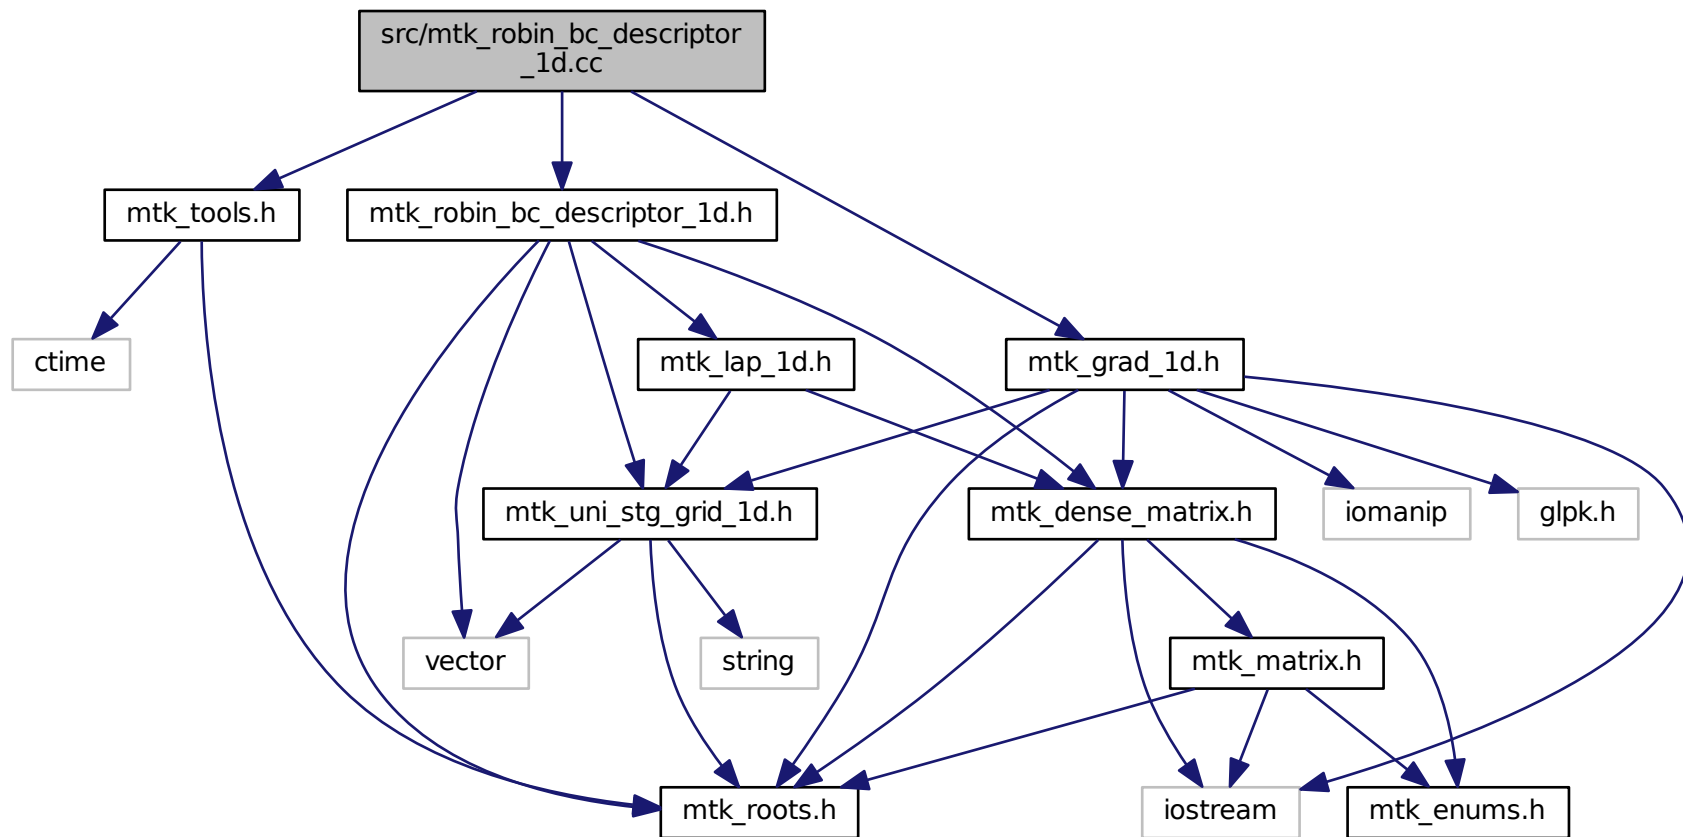 src/mtk_robin_bc_descriptor
_1d.cc
mtk_tools.h
mtk_robin_bc_descriptor_1d.h
ctime
mtk_lap_1d.h
mtk_grad_1d.h
mtk_uni_stg_grid_1d.h
mtk_dense_matrix.h
iomanip
glpk.h
vector
string
mtk_matrix.h
mtk_roots.h
iostream
mtk_enums.h